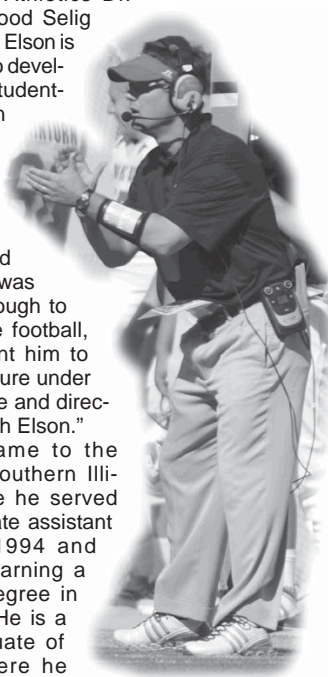 ood Selig
Elson is
o devel-
tudent-
n
d
was
ough to
e football,
nt him to
ure under
e and direc-
h Elson.”
ame to the
outhern Illi-
e he served
ate assistant
1994 and
arning a
egree in
He is a
uate of
ere he